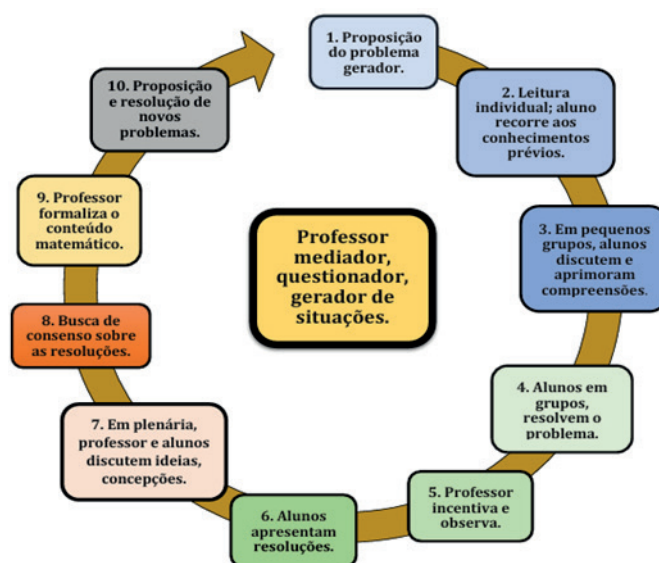 1. Proposição
do problema
gerador.
2. Leitura
individual; aluno
recorre aos
conhecimentos
prévios.
3. Em pequenos
grupos, alunos
discutem e
aprimoram
compreensões.
4. Alunos em
grupos,
resolvem o
problema.
5. Professor
incentiva e
observa.
6. Alunos
apresentam
resoluções.
7. Em plenária,
professor e alunos
discutem ideias,
concepções.
8. Busca de
consenso sobre
as resoluções.
9. Professor
formaliza o
conteúdo
matemático.
10. Proposição
e resolução de
novos
problemas.
Professor
mediador,
questionador,
gerador de
situações.